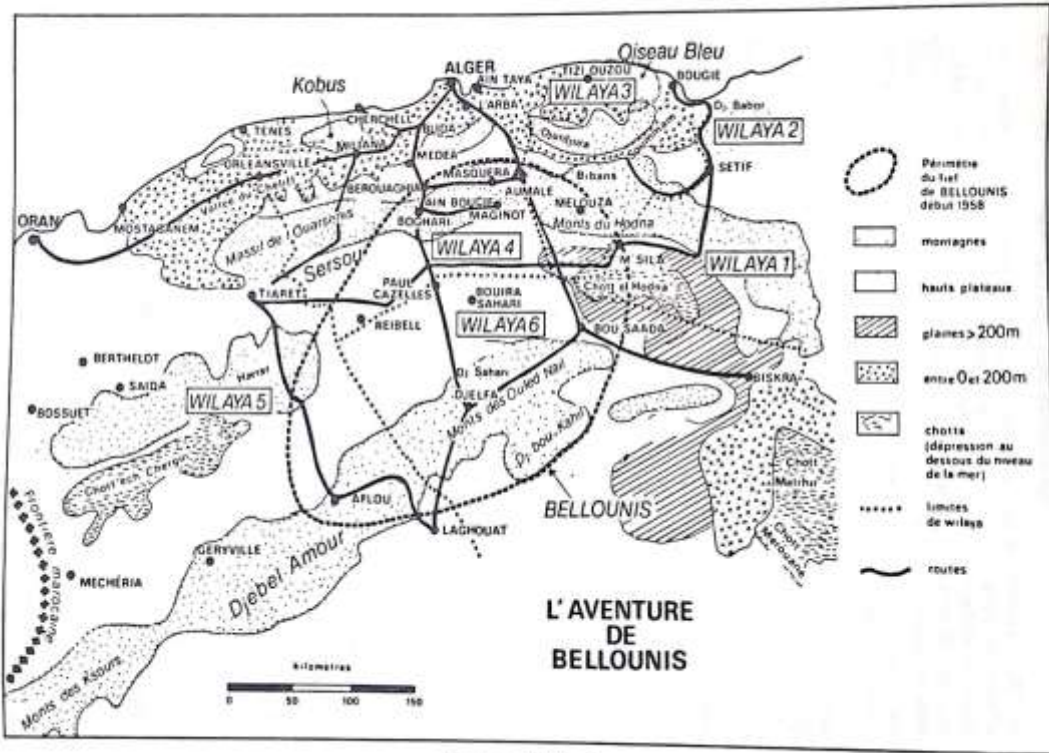 Oiseau Bleu
ALGER
AIN TAYA
TIZI OUZOU
BOUGIE
Kobus
WILAYA 3
L'ARBA
Dj. Babor
CHERCHELL
WILAYA 2
TENES
BLIDA
MILIANA
MEDEA
SETIF
ORLEANSVILLE
MASQUERA
Bibans
Vallée du Chéliff
BEROUAGHIA
AUMALE
AIN BOUCIF
MELOUZA
ORAN
MOSTAGANEM
MAGINOT
BOGHARI
Monts du Hodna
Massif de l'Ouarsenis
WILAYA 4
M'SILA
WILAYA 1
Sersou
Chott el Hodna
TIARET
PAUL
CAZELLES
BOUIRA
SAHARI
REIBELL
WILAYA 6
BOU SAADA
BERTHELOT
SAIDA
Dj Sahari
BISKRA
BOSSUET
WILAYA 5
DJELFA
Monts des Ouled Naïl
Chott ech Chergui
Dj bou-Kahil
Chott
Melrhir
AFLOU
BELLOUNIS
Chott
Merouane
LAGHOUAT
GERYVILLE
Djebel Amour
Frontière marocaine
MECHÉRIA
Monts des Ksours
L'AVENTURE
DE
BELLOUNIS
kilometres
0 50 100 150
Périmètre
du fief
de BELLOUNIS
début 1958
montagnes
hauts plateaux
plaines > 200m
entre 0 et 200m
chotts
(dépression au
dessous du niveau
de la mer)
limites
de wilaya
routes